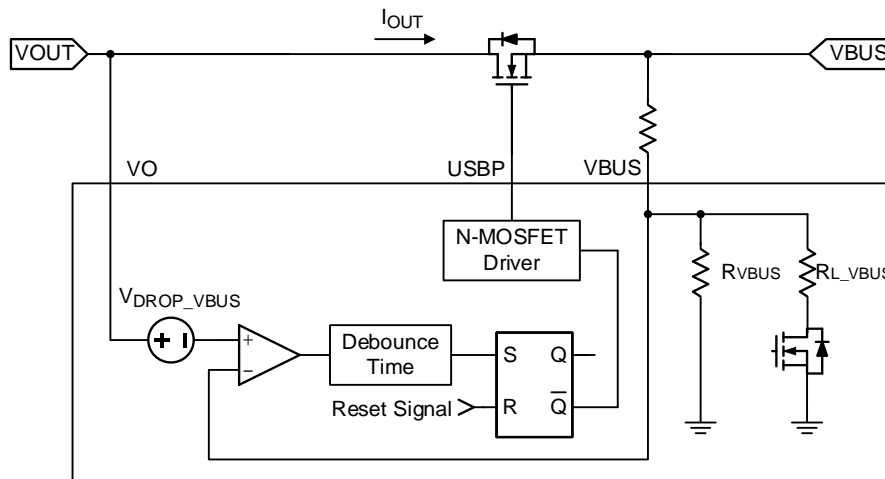 IOUT
VOUT
VBUS
VO
USBP
VBUS
N-MOSFET
Driver
RVBUS
RL_VBUS
VDROP_VBUS
+
−
Debounce
Time
S
Q
Reset Signal
R
Q̅